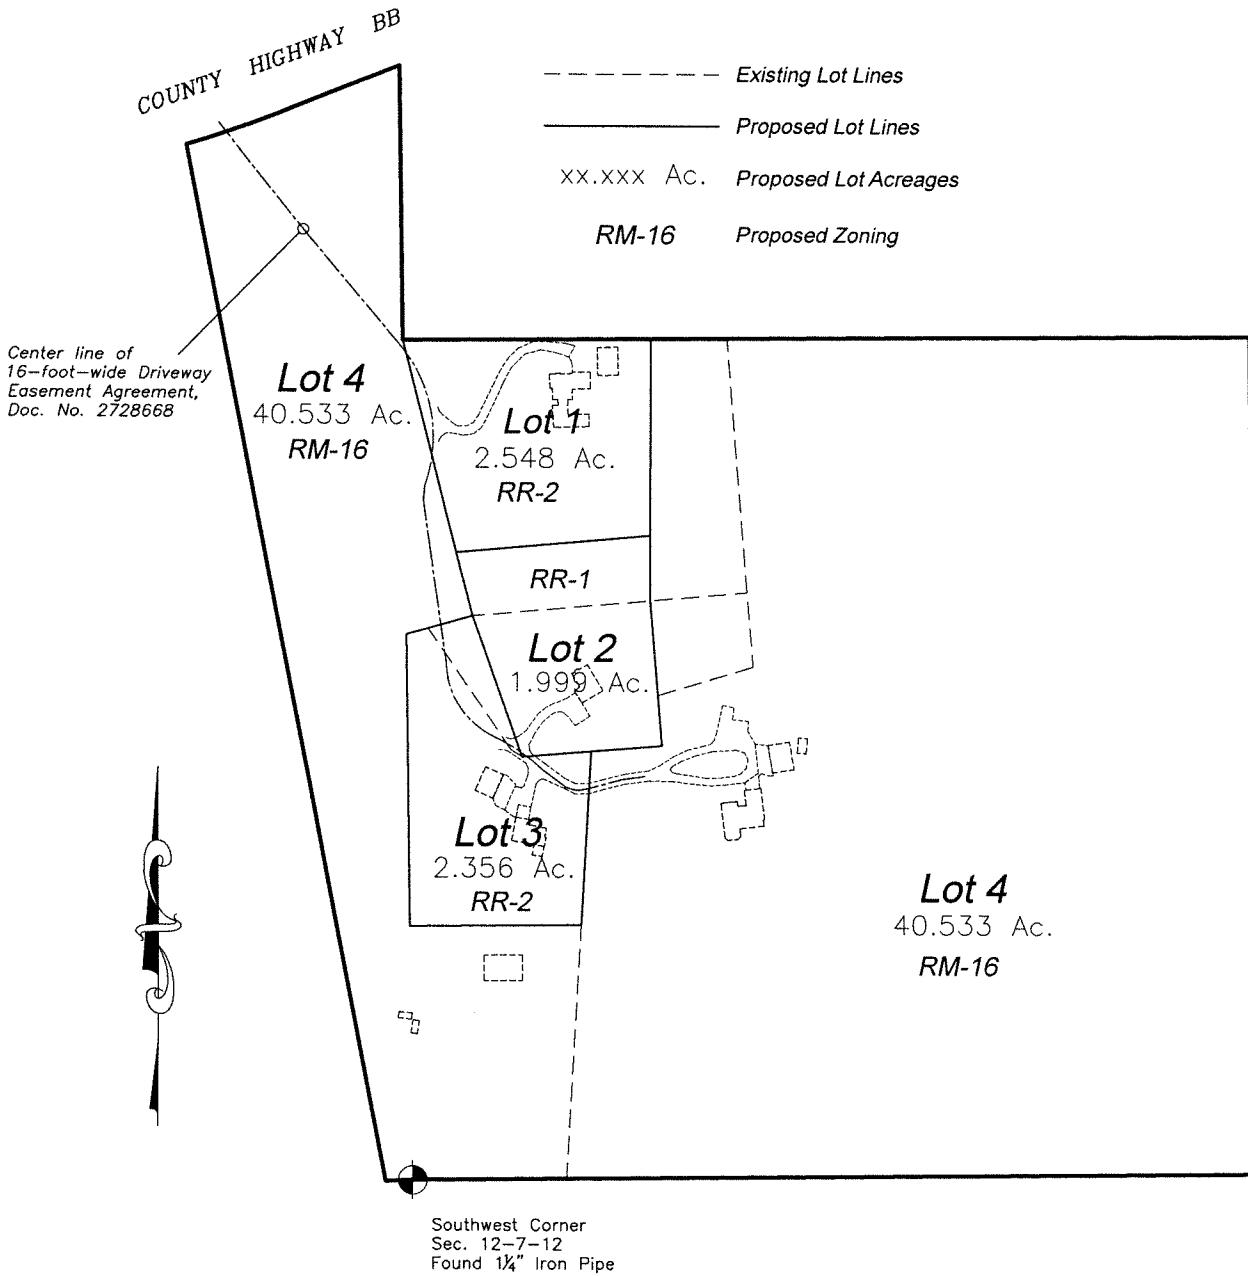 COUNTY HIGHWAY BB
Existing Lot Lines
Proposed Lot Lines
xx.xxx Ac. Proposed Lot Acreages
RM-16 Proposed Zoning
Center line of
16-foot-wide Driveway
Easement Agreement,
Doc. No. 2728668
Lot 4
40.533 Ac.
RM-16
Lot 1
2.548 Ac.
RR-2
RR-1
Lot 2
1.999 Ac.
Lot 3
2.356 Ac.
RR-2
Lot 4
40.533 Ac.
RM-16
Southwest Corner
Sec. 12-7-12
Found 1¼" Iron Pipe